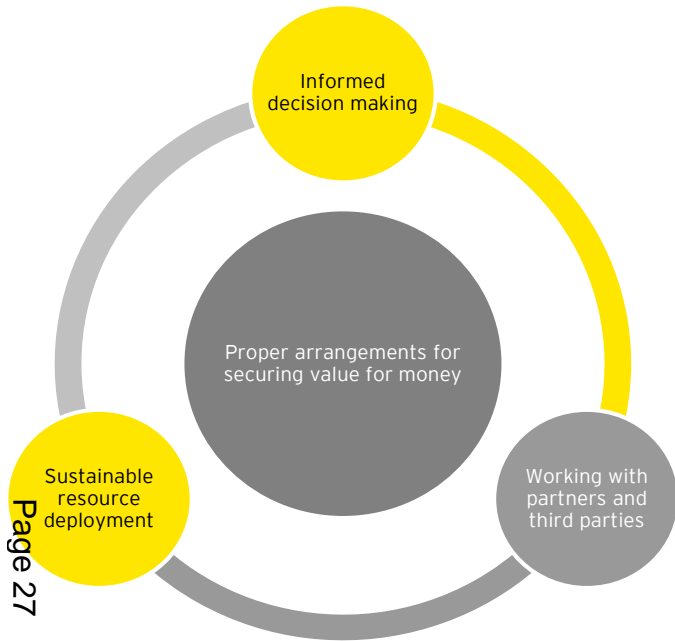 Informed
decision making
Proper arrangements for
securing value for money
Sustainable
resource
deployment
Working with
partners and
third parties
Page 27